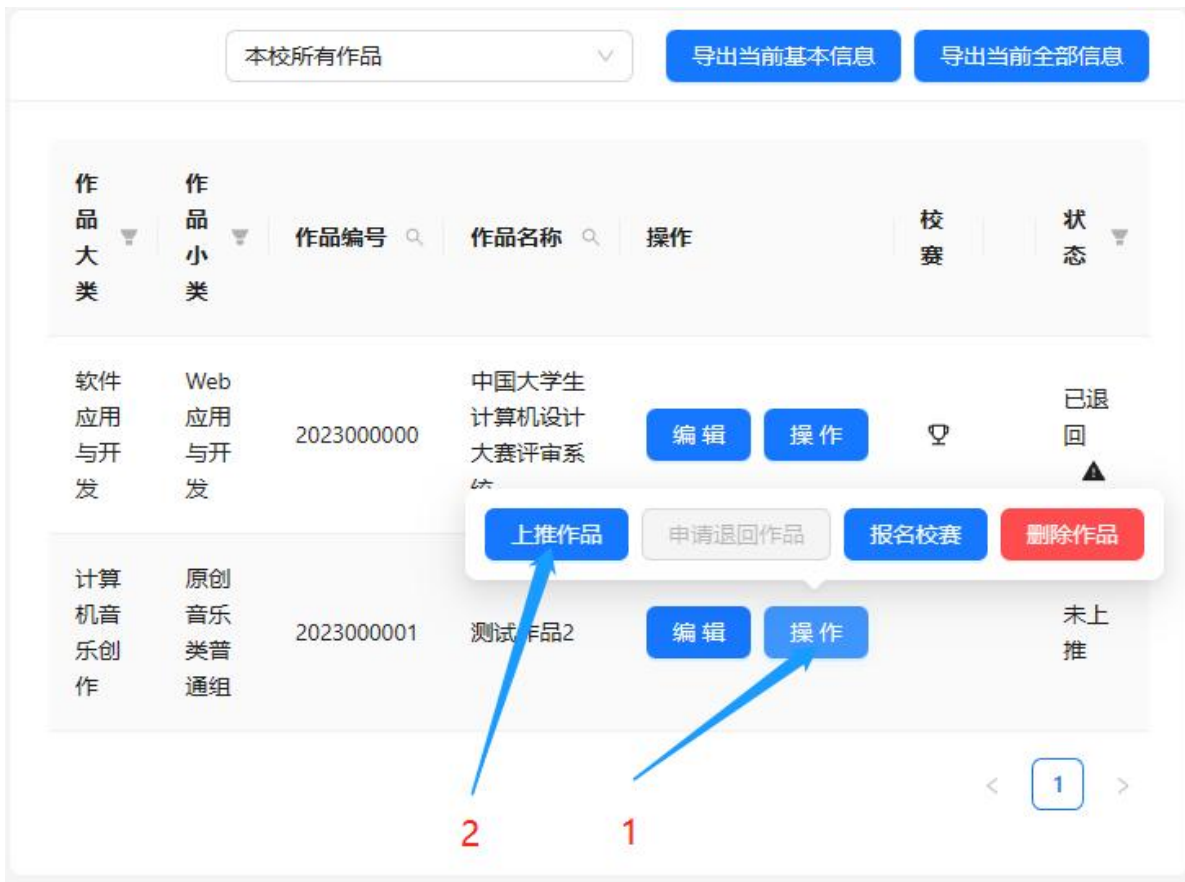 本校所有作品 导出当前基本信息 导出当前全部信息
作品大类 作品小类 作品编号 作品名称 操作 校赛 状态
软件应用与开发
Web应用与开发
2023000000
中国大学生
计算机设计
大赛评审系
统
编辑 操作
已退回
上推作品 申请退回作品 报名校赛 删除作品
计算机音乐创作
原创音乐类普通组
2023000001
测试作品2
编辑 操作
未上推
1
2 1